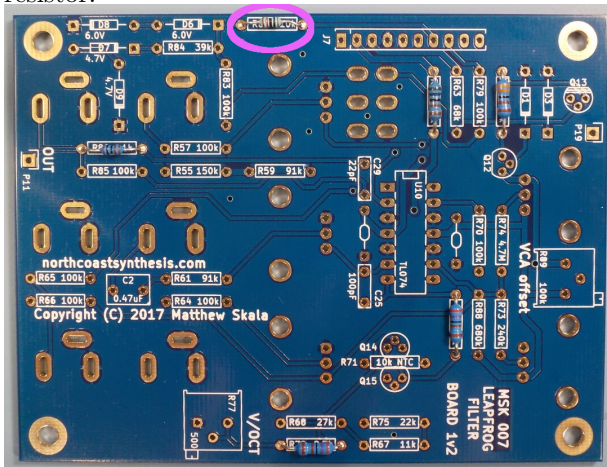 resistor.
D8
6.0V
D6
6.0V
J7
D7
4.7V
R84 39k
4.7V
R83 100k
R63 68k
R79 100k
D1
D3
Q13
P19
OUT
P11
R57 100k
R85 100k
R55 150k
R59 91k
C29
22pF
U10
TL074
Q12
R70 100k
R74 4.7M
VCA offset
R89
100k
northcoastsynthesis.com
R65 100k
C2
0.47uF
R61 91k
R66 100k
R64 100k
100pF
C25
Copyright (C) 2017 Matthew Skala
R88 680k
R73 240k
Q14
R71 10k NTC
Q15
R77
500
V/OCT
R60 27k
R75 22k
R67 11k
MSK 007
LEAPFROG
FILTER
BOARD 1V2